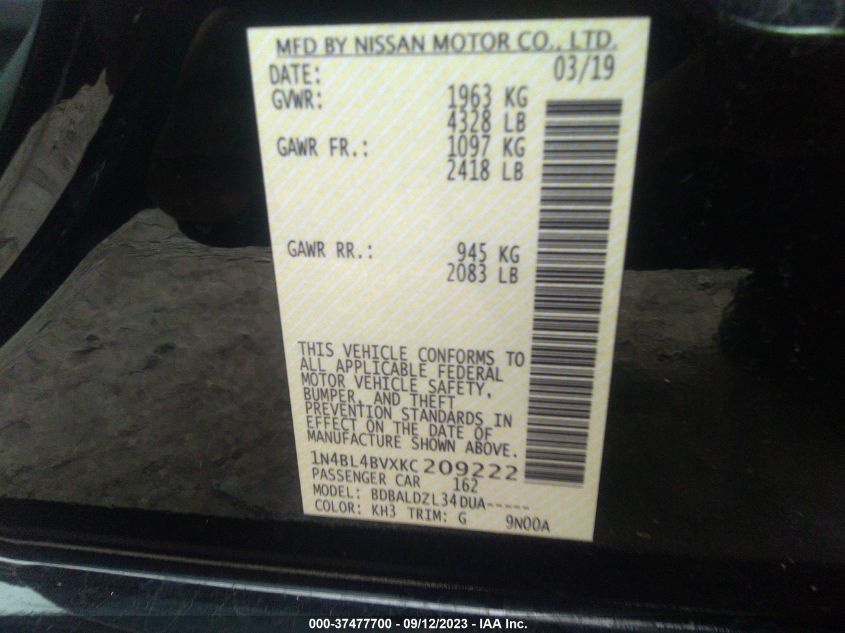 MFD BY NISSAN MOTOR CO., LTD.
DATE: 03/19
GVWR: 1963 KG
4328 LB
GAWR FR.: 1097 KG
2418 LB
GAWR RR.: 945 KG
2083 LB
THIS VEHICLE CONFORMS TO
ALL APPLICABLE FEDERAL
MOTOR VEHICLE SAFETY,
BUMPER, AND THEFT
PREVENTION STANDARDS IN
EFFECT ON THE DATE OF
MANUFACTURE SHOWN ABOVE.
1N4BL4BVXKC209222
PASSENGER CAR 162
MODEL: BDBALDZL34DUA-----
COLOR: KH3 TRIM: G 9N00A
000-37477700 - 09/12/2023 - IAA Inc.